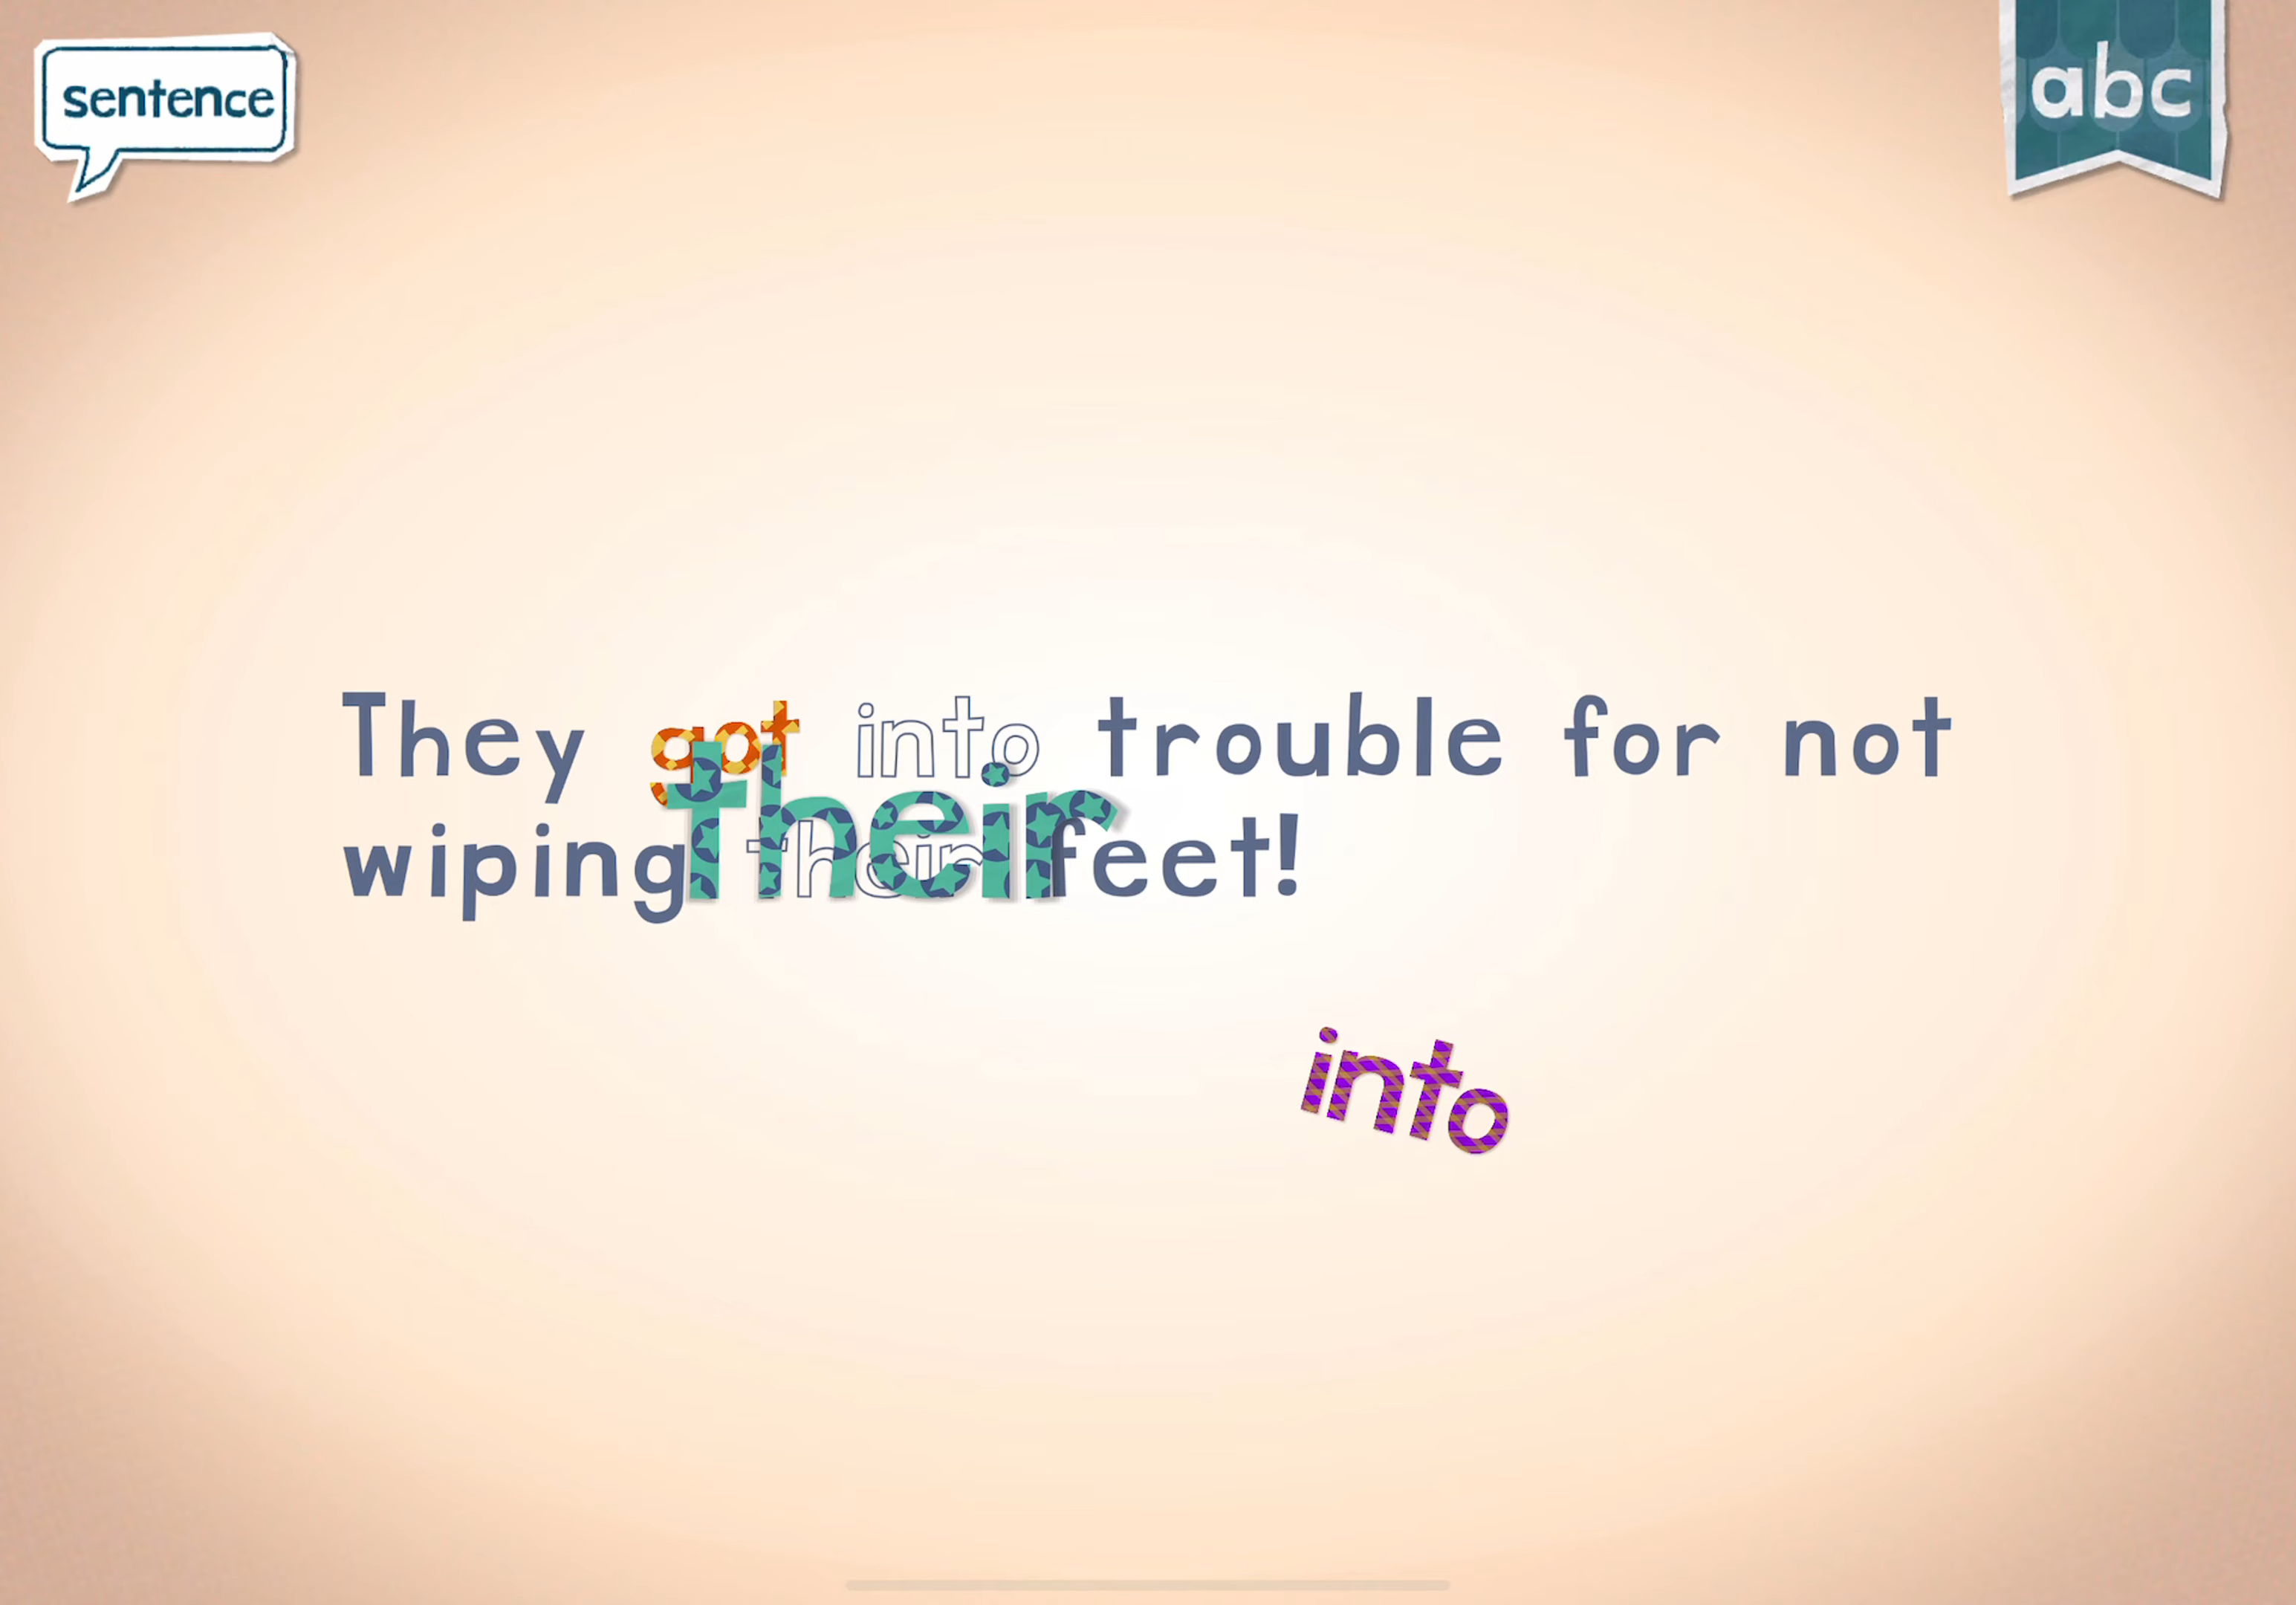 sentence
abc
They got into trouble for not
wiping their feet!
their
into